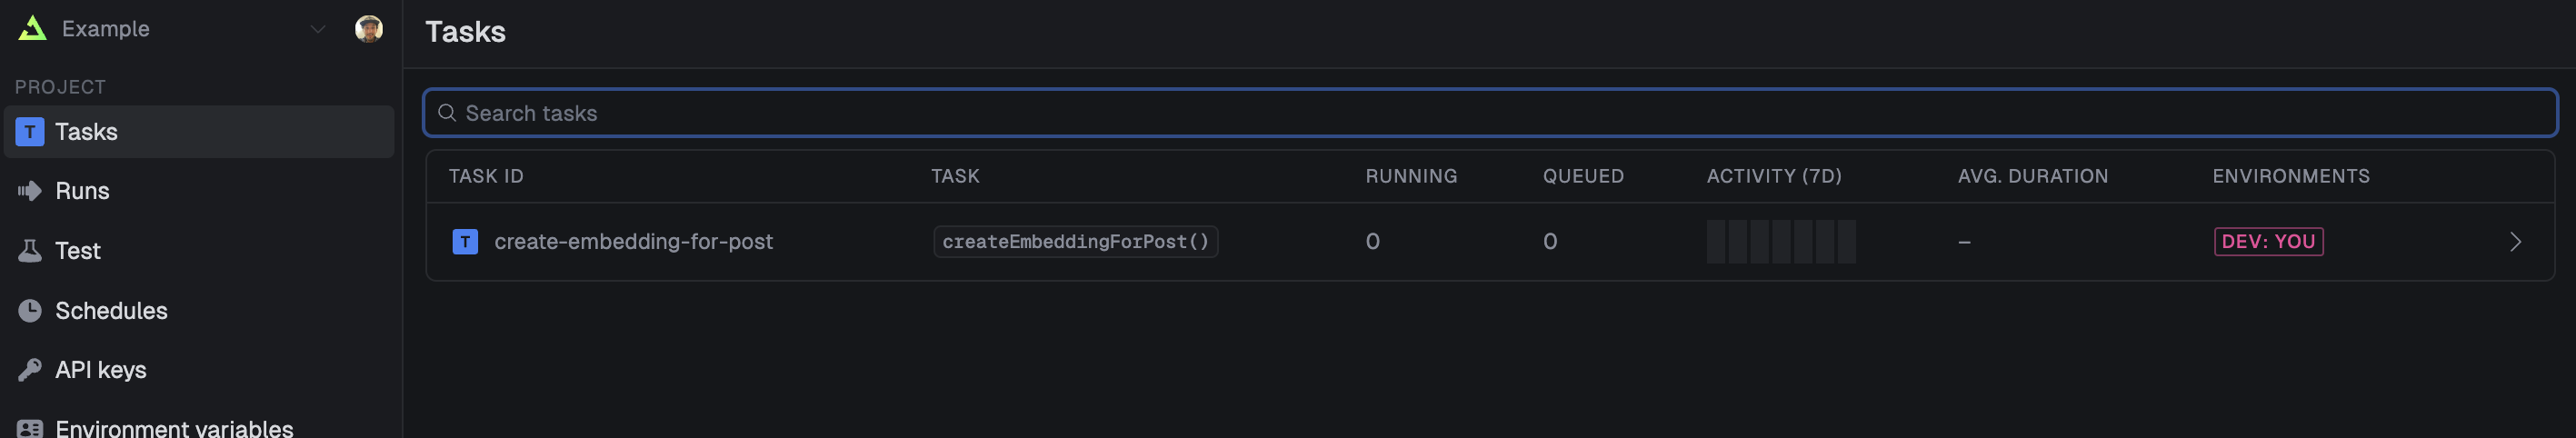 Example
PROJECT
T Tasks
Runs
Test
Schedules
API keys
Environment variables
Tasks
Search tasks
TASK ID TASK RUNNING QUEUED ACTIVITY (7D) AVG. DURATION ENVIRONMENTS
T create-embedding-for-post createEmbeddingForPost() 0 0 – DEV: YOU